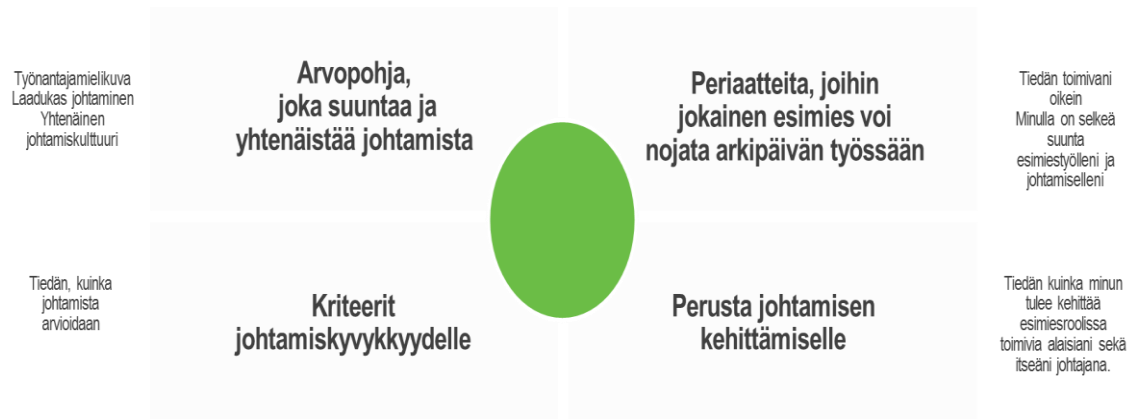 Työnantajamielikuva
Laadukas johtaminen
Yhtenäinen
johtamiskulttuuri
Arvopohja,
joka suuntaa ja
yhtenäistää johtamista
Periaatteita, joihin
jokainen esimies voi
nojata arkipäivän työssään
Tiedän toimivani
oikein
Minulla on selkeä
suunta
esimiestyölleni ja
johtamiselleni
Tiedän, kuinka
johtamista
arvioidaan
Kriteerit
johtamiskyvykkyydelle
Perusta johtamisen
kehittämiselle
Tiedän kuinka minun
tulee kehittää
esimiesroolissa
toimivia alaisiani sekä
itseäni johtajana.